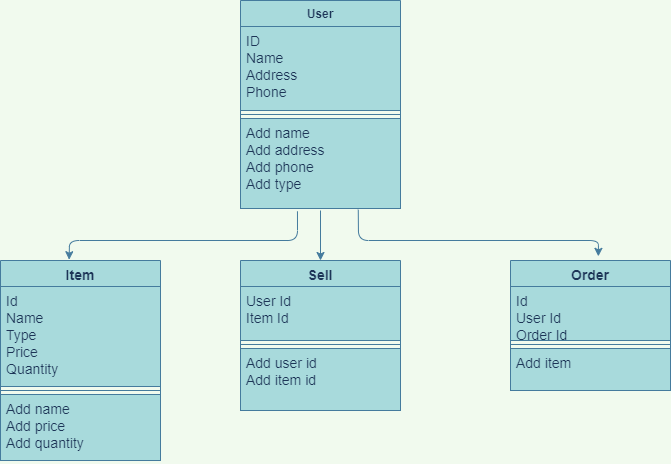 User
ID
Name
Address
Phone
Add name
Add address
Add phone
Add type
Item
Id
Name
Type
Price
Quantity
Add name
Add price
Add quantity
Sell
User Id
Item Id
Add user id
Add item id
Order
Id
User Id
Order Id
Add item